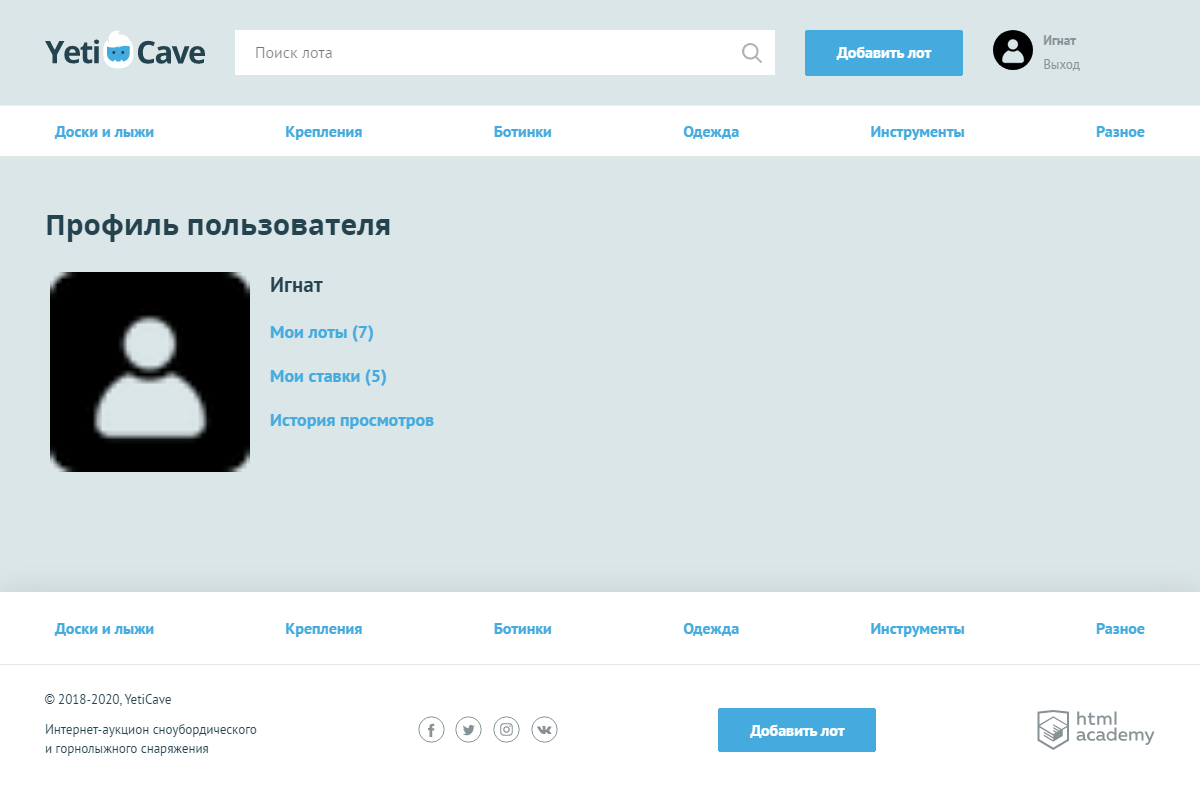 Yeti Cave
Поиск лота
Добавить лот
Игнат
Выход
Доски и лыжи Крепления Ботинки Одежда Инструменты Разное
Профиль пользователя
Игнат
Мои лоты (7)
Мои ставки (5)
История просмотров
Доски и лыжи Крепления Ботинки Одежда Инструменты Разное
© 2018-2020, YetiCave
Интернет-аукцион сноубордического
и горнолыжного снаряжения
Добавить лот
html
academy